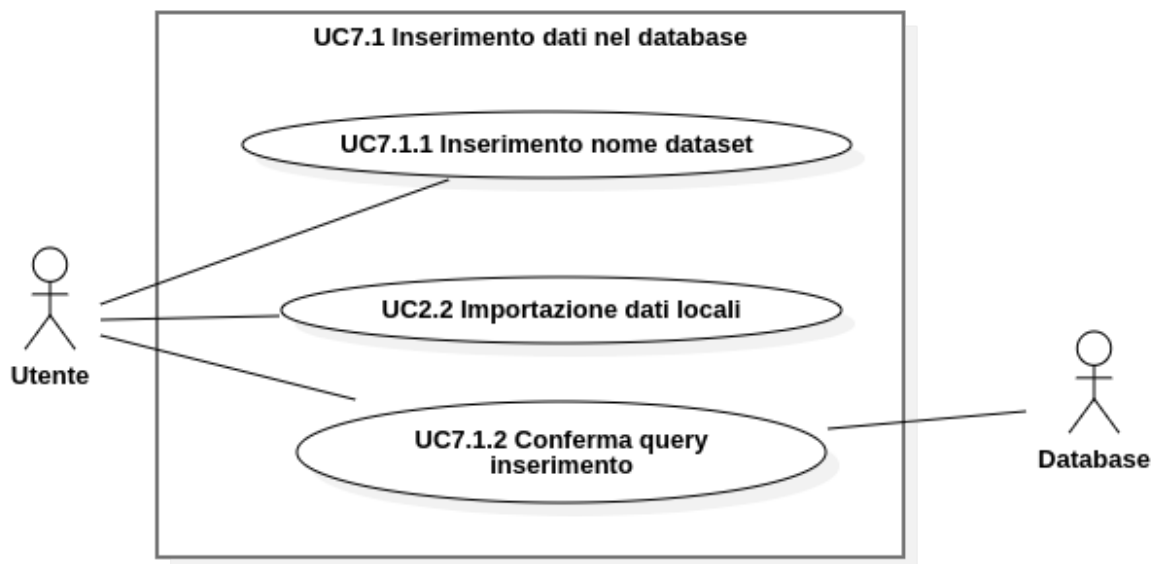 UC7.1 Inserimento dati nel database
UC7.1.1 Inserimento nome dataset
UC2.2 Importazione dati locali
Utente
UC7.1.2 Conferma query
inserimento
Database